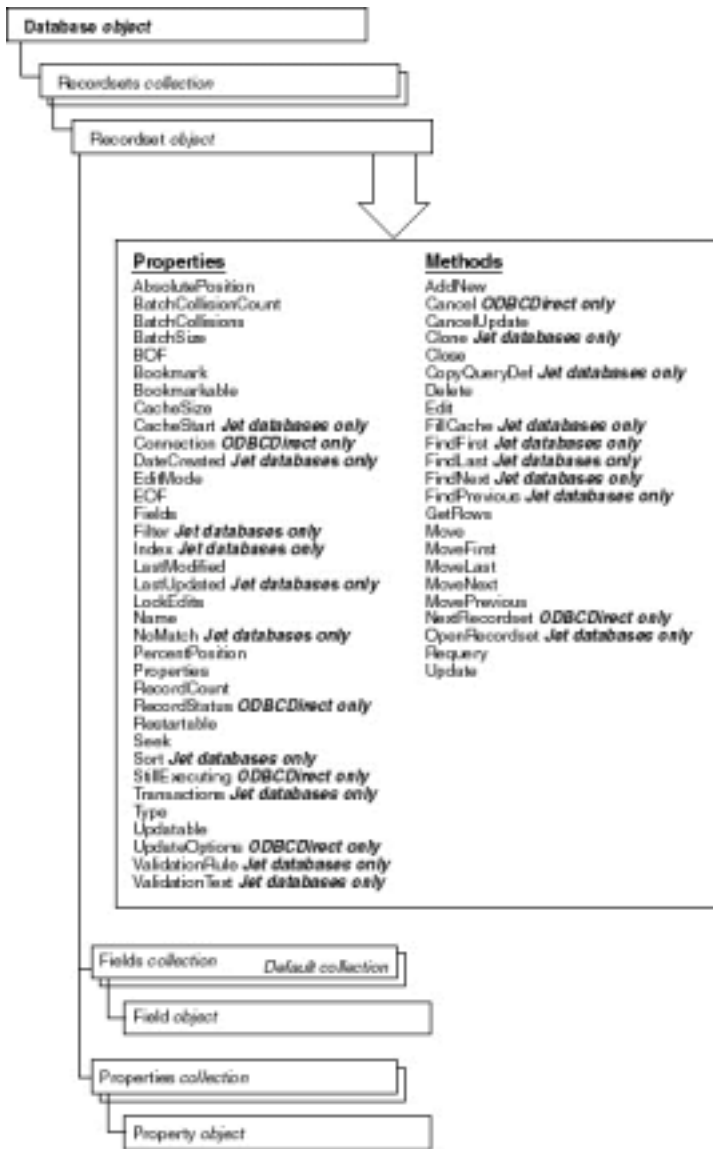 Database object
Recordsets collection
Recordset object
Properties
AbsolutePosition
BatchCollisionCount
BatchCollisions
BatchSize
BOF
Bookmark
Bookmarkable
CacheSize
CacheStart Jet databases only
Connection ODBCDirect only
DateCreated Jet databases only
EditMode
EOF
Fields
Filter Jet databases only
Index Jet databases only
LastModified
LastUpdated Jet databases only
LockEdits
Name
NoMatch Jet databases only
PercentPosition
Properties
RecordCount
RecordStatus ODBCDirect only
Restartable
Seek
Sort Jet databases only
StillExecuting ODBCDirect only
Transactions Jet databases only
Type
Updatable
UpdateOptions ODBCDirect only
ValidationRule Jet databases only
ValidationText Jet databases only
Methods
AddNew
Cancel ODBCDirect only
CancelUpdate
Clone Jet databases only
Close
CopyQueryDef Jet databases only
Delete
Edit
FillCache Jet databases only
FindFirst Jet databases only
FindLast Jet databases only
FindNext Jet databases only
FindPrevious Jet databases only
GetRows
Move
MoveFirst
MoveLast
MoveNext
MovePrevious
NextRecordset ODBCDirect only
OpenRecordset Jet databases only
Requery
Update
Fields collection Default collection
Field object
Properties collection
Property object